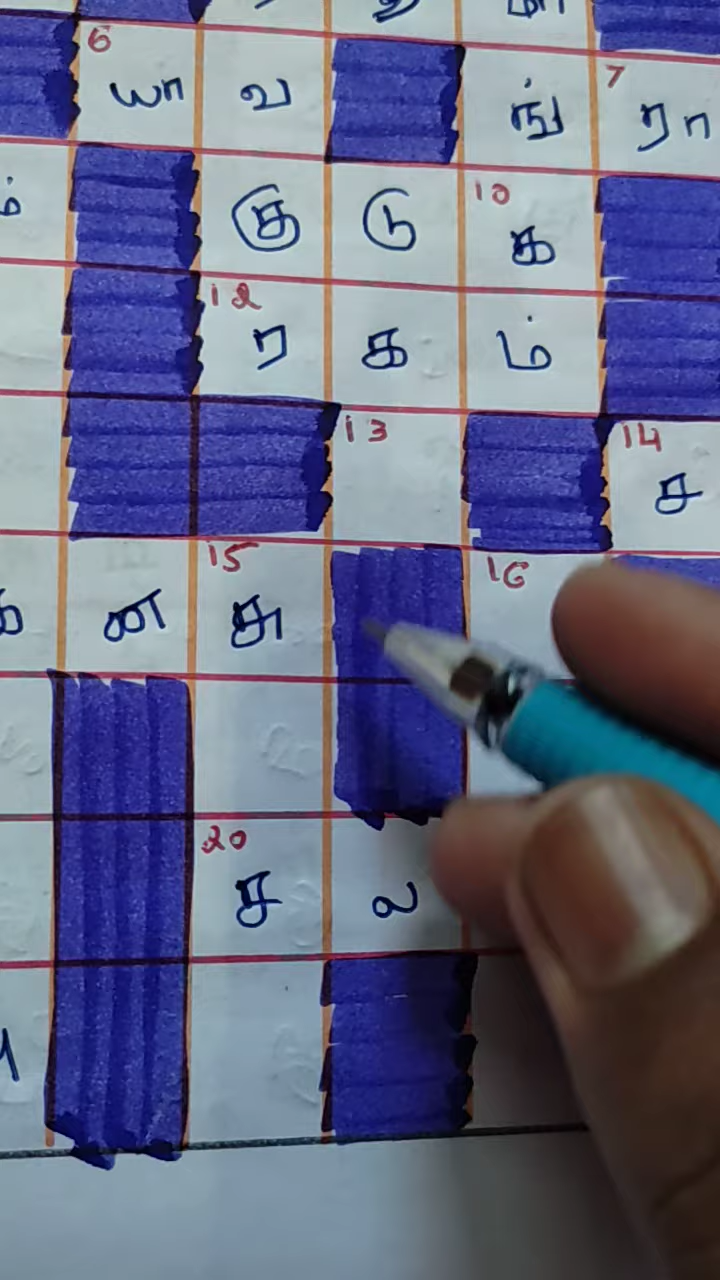 6 யா வ ங் 7 ரா
கு டு 10 க
12 ர க ம்
13 14 ச
ன 15 சு 16
20 ச ல